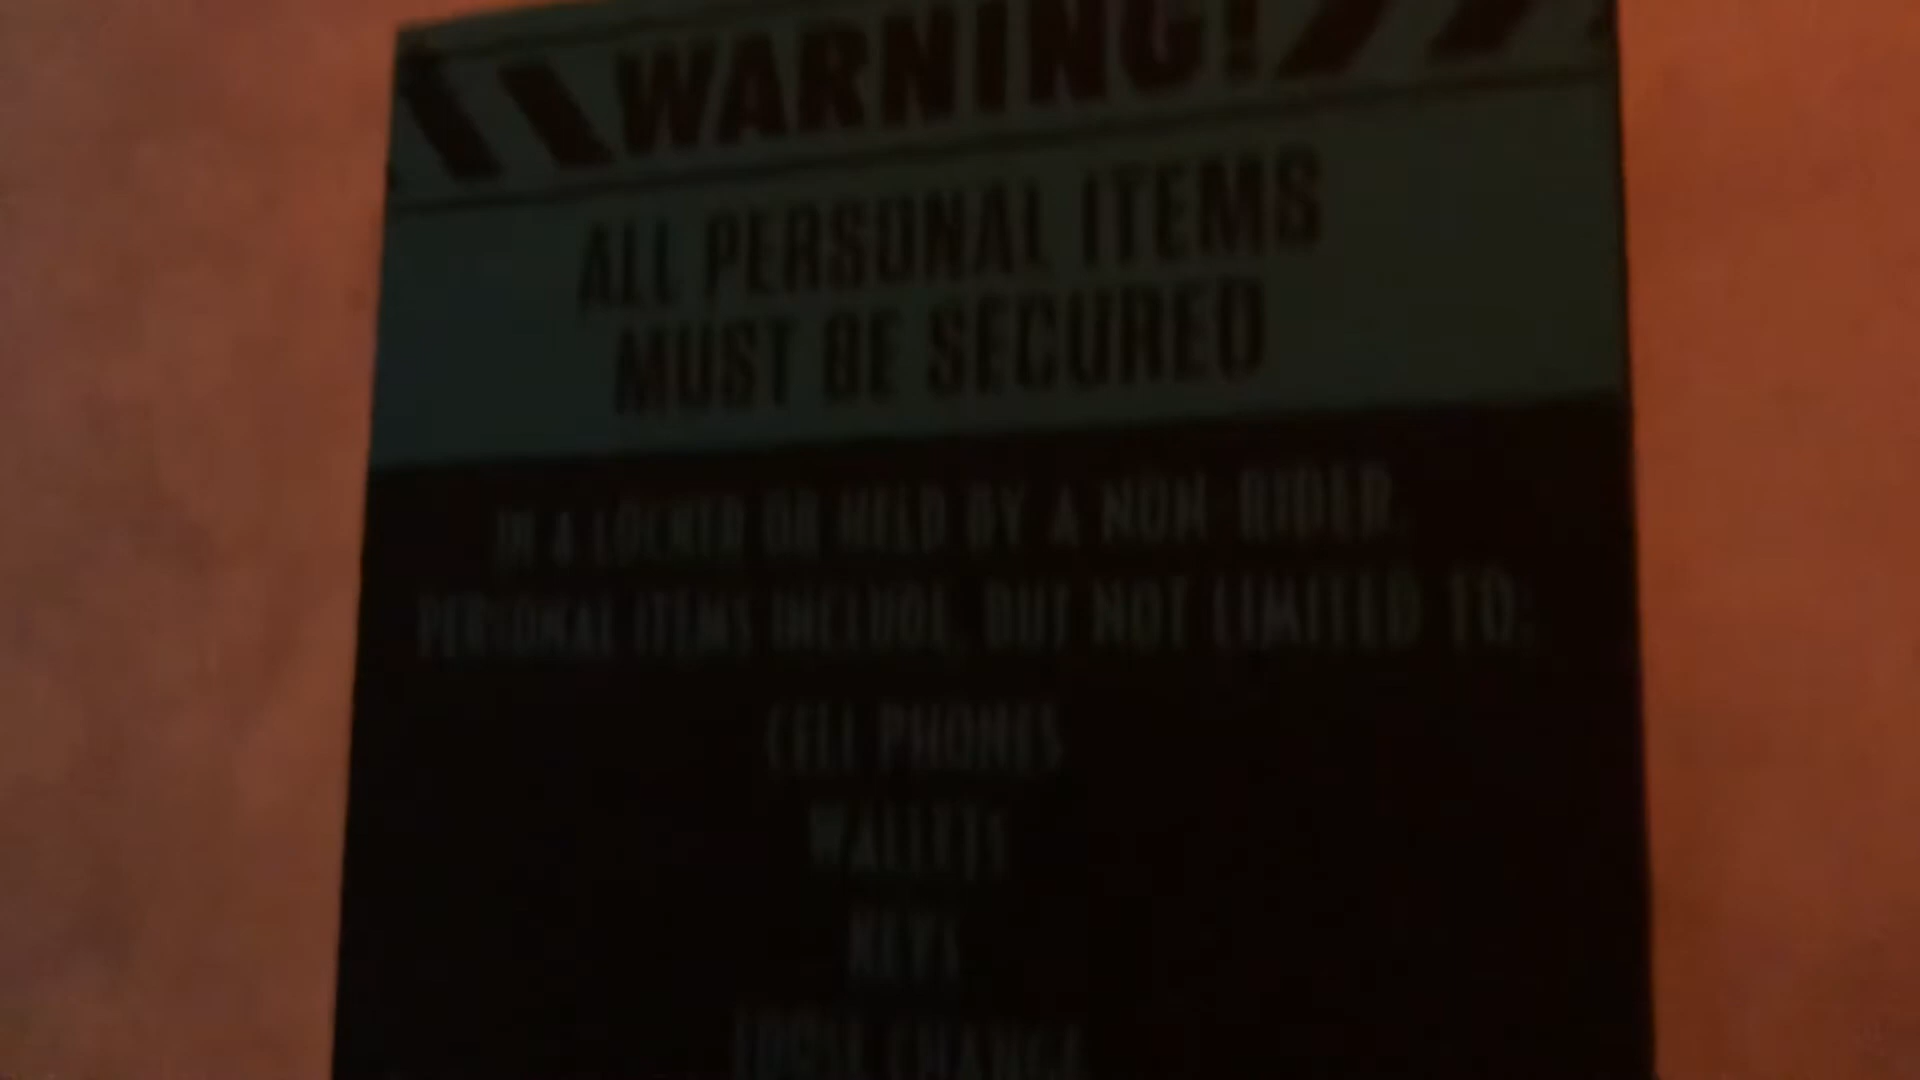 WARNING!
ALL PERSONAL ITEMS
MUST BE SECURED
IN A LOCKER OR HELD BY A NON RIDER.
PERSONAL ITEMS INCLUDE, BUT NOT LIMITED TO:
CELL PHONES
WALLETS
KEYS
LOOSE CHANGE